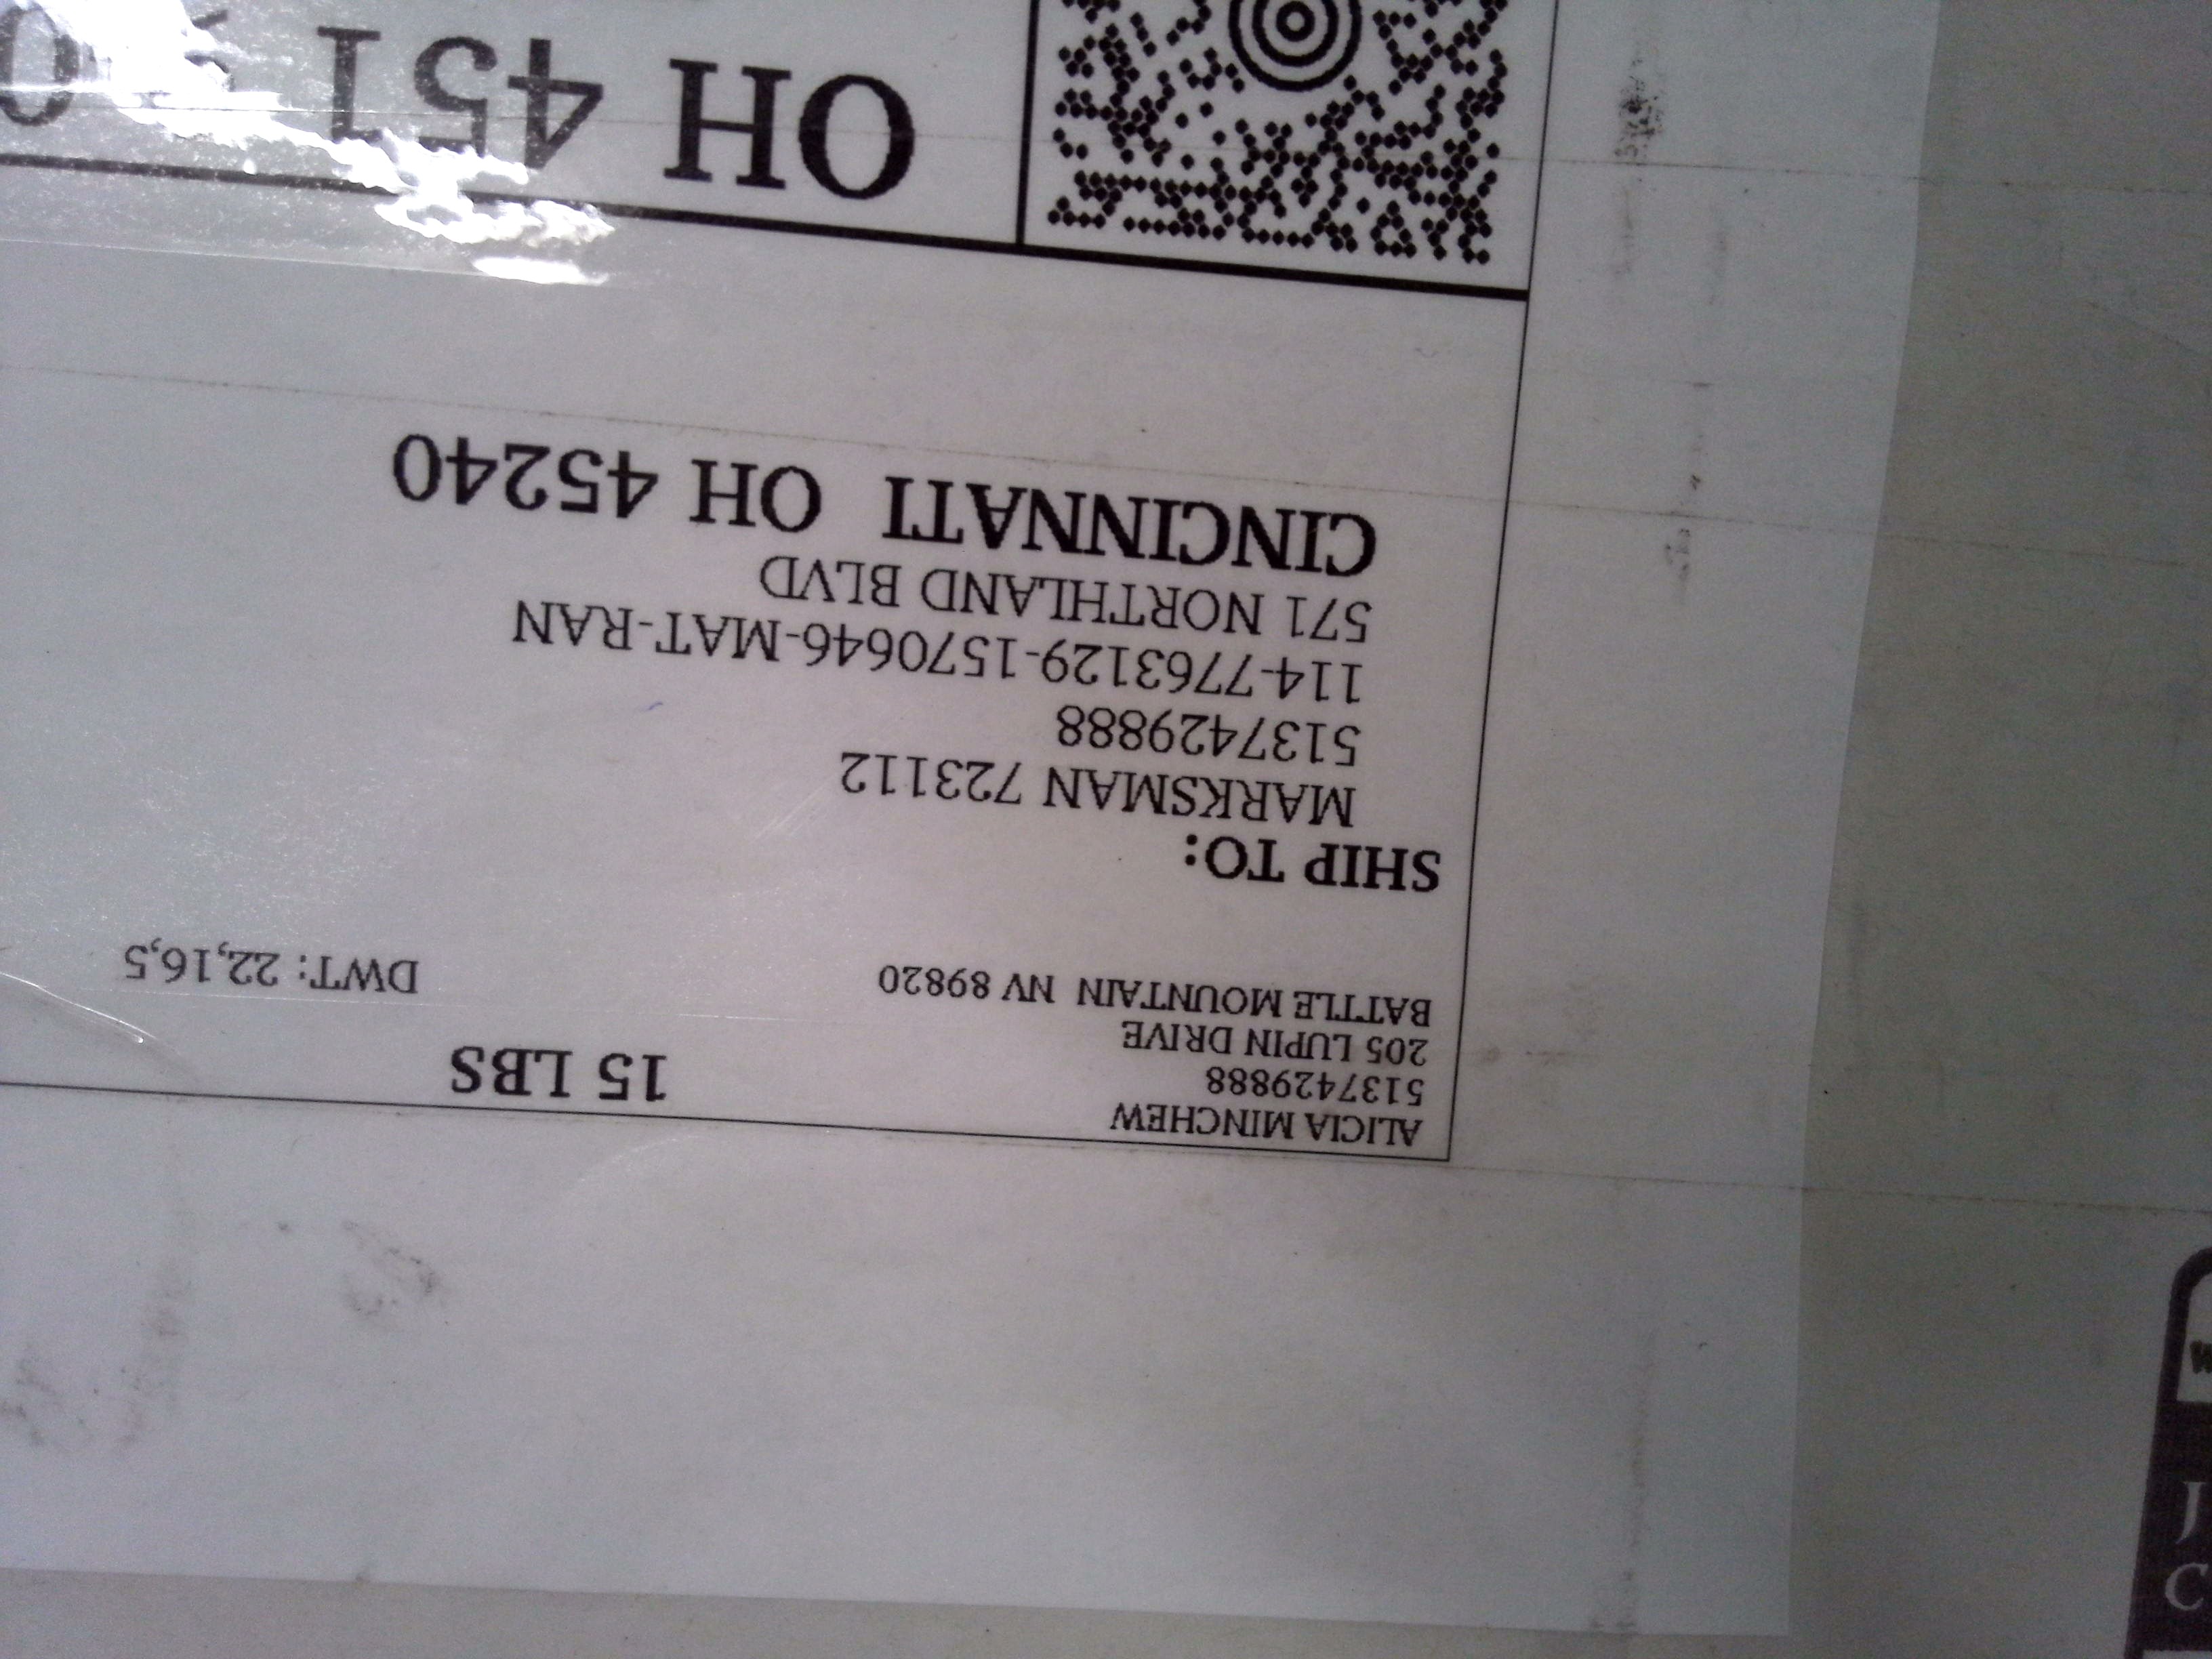 ALICIA MINCHEW
5137429888
205 LUPIN DRIVE
BATTLE MOUNTAIN NV 89820
15 LBS
DWT: 22,16,5
SHIP TO:
MARKSMAN 723112
5137429888
114-7763129-1570646-MAT-RAN
571 NORTHLAND BLVD
CINCINNATI OH 45240
OH 451